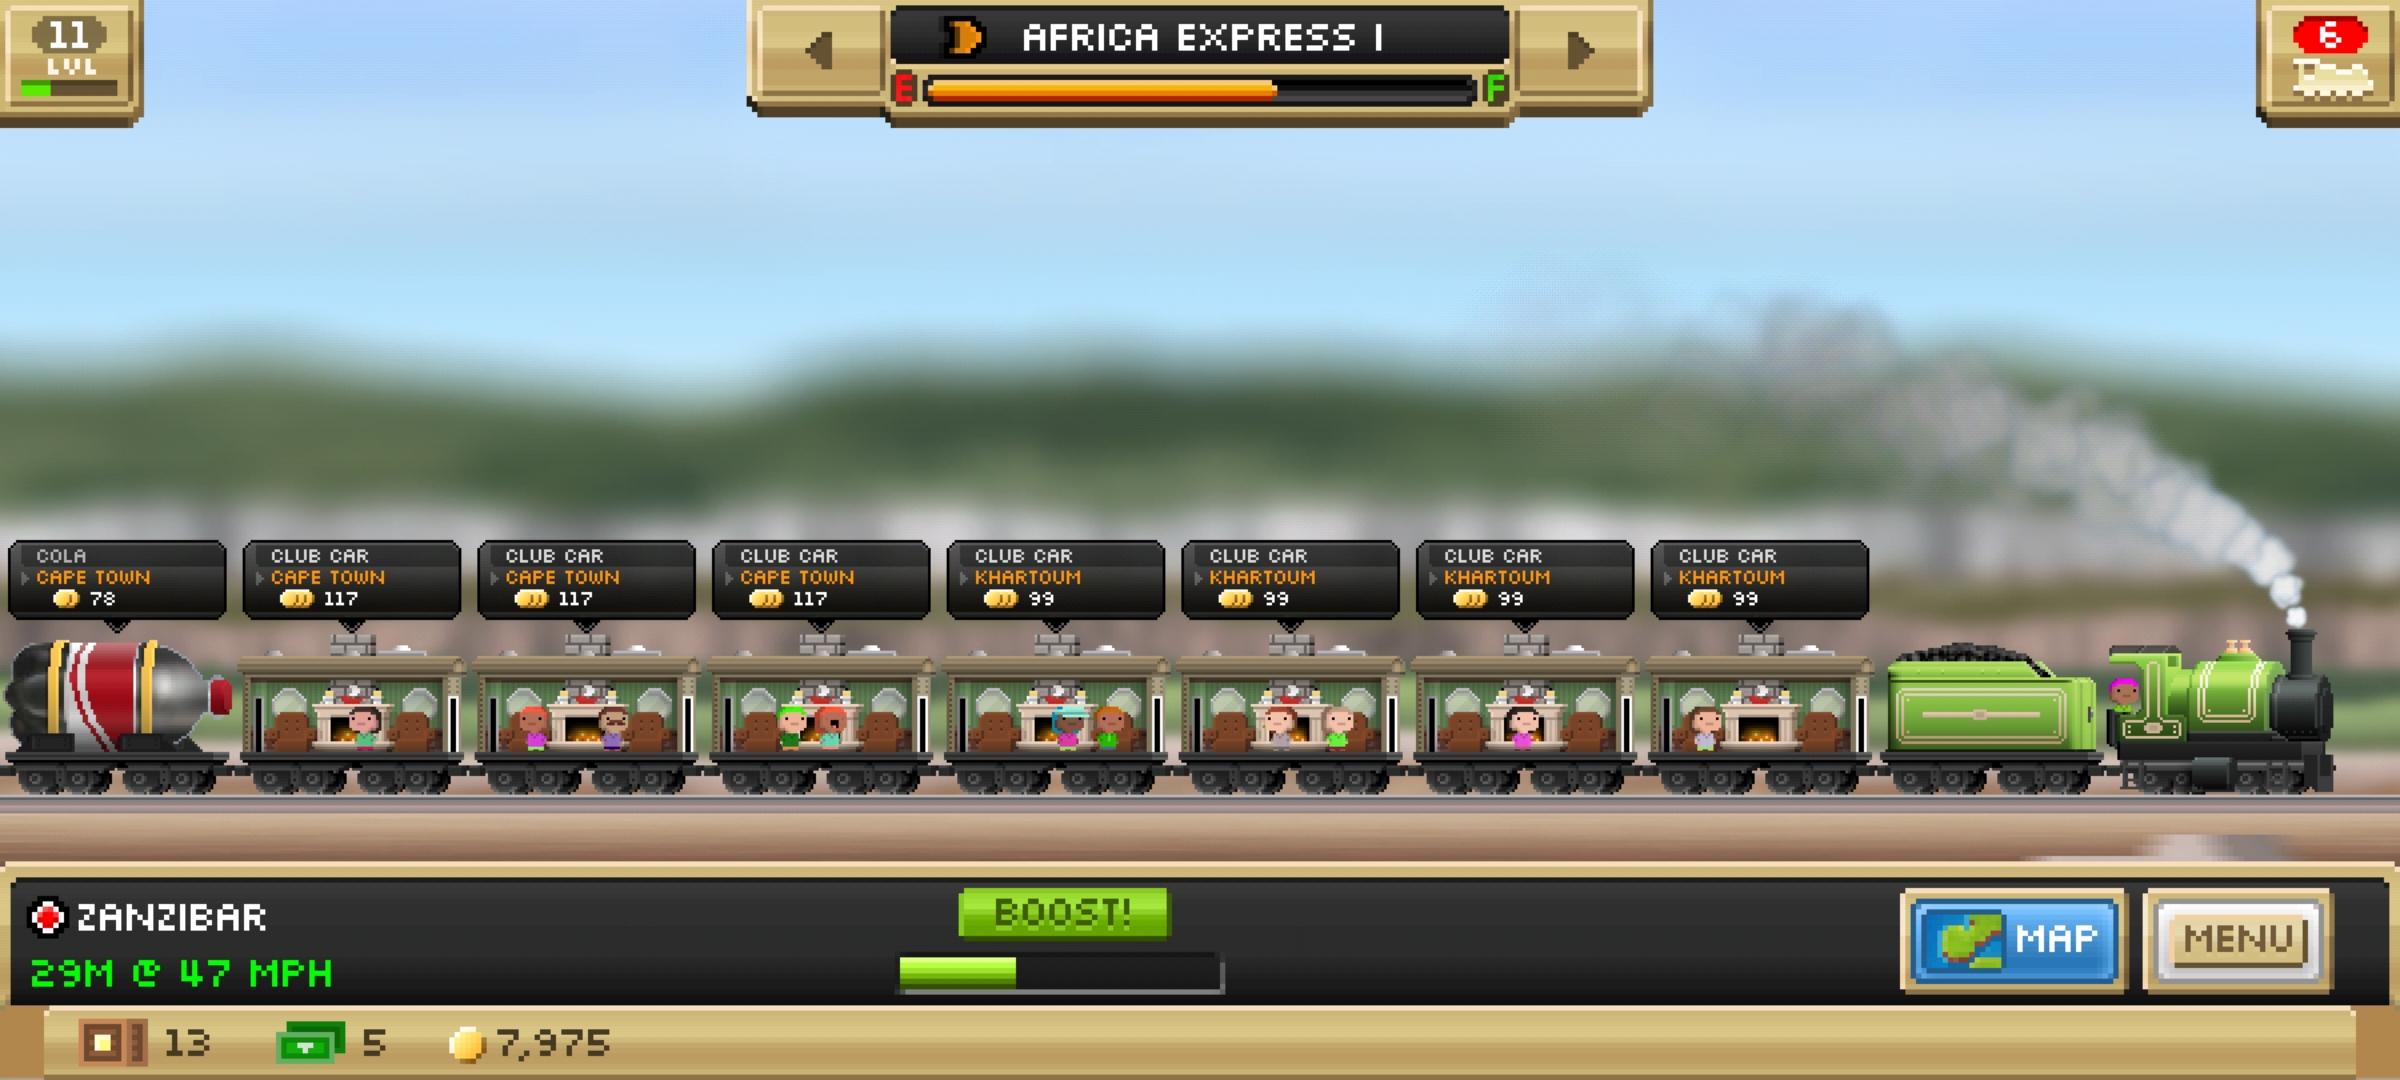 11
LVL
AFRICA EXPRESS I
E
F
6
COLA
CAPE TOWN
78
CLUB CAR
CAPE TOWN
117
CLUB CAR
CAPE TOWN
117
CLUB CAR
CAPE TOWN
117
CLUB CAR
KHARTOUM
99
CLUB CAR
KHARTOUM
99
CLUB CAR
KHARTOUM
99
CLUB CAR
KHARTOUM
99
ZANZIBAR
29M @ 47 MPH
BOOST!
MAP
MENU
13
5
7,975